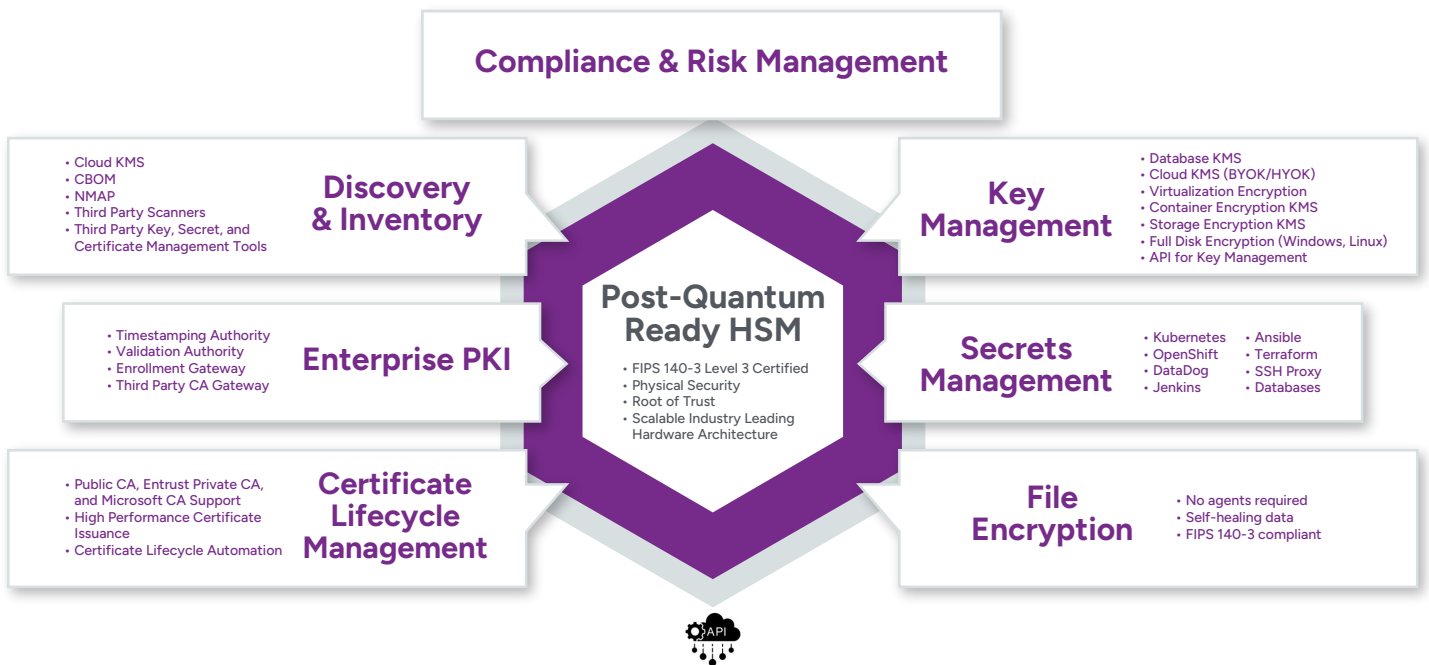 Compliance & Risk Management
• Cloud KMS
• CBOM
• NMAP
• Third Party Scanners
• Third Party Key, Secret, and
Certificate Management Tools
Discovery
& Inventory
Key
Management
• Database KMS
• Cloud KMS (BYOK/HYOK)
• Virtualization Encryption
• Container Encryption KMS
• Storage Encryption KMS
• Full Disk Encryption (Windows, Linux)
• API for Key Management
• Timestamping Authority
• Validation Authority
• Enrollment Gateway
• Third Party CA Gateway
Enterprise PKI
Post-Quantum
Ready HSM
• FIPS 140-3 Level 3 Certified
• Physical Security
• Root of Trust
• Scalable Industry Leading
Hardware Architecture
Secrets
Management
• Kubernetes
• OpenShift
• DataDog
• Jenkins
• Ansible
• Terraform
• SSH Proxy
• Databases
• Public CA, Entrust Private CA,
and Microsoft CA Support
• High Performance Certificate
Issuance
• Certificate Lifecycle Automation
Certificate
Lifecycle
Management
File
Encryption
• No agents required
• Self-healing data
• FIPS 140-3 compliant
API